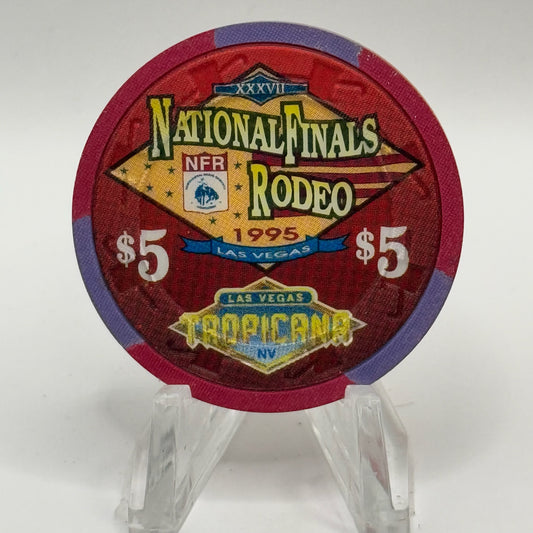 XXXVII
NATIONAL FINALS
NFR
RODEO
1995
LAS VEGAS
$5 $5
LAS VEGAS
TROPICANA
NV